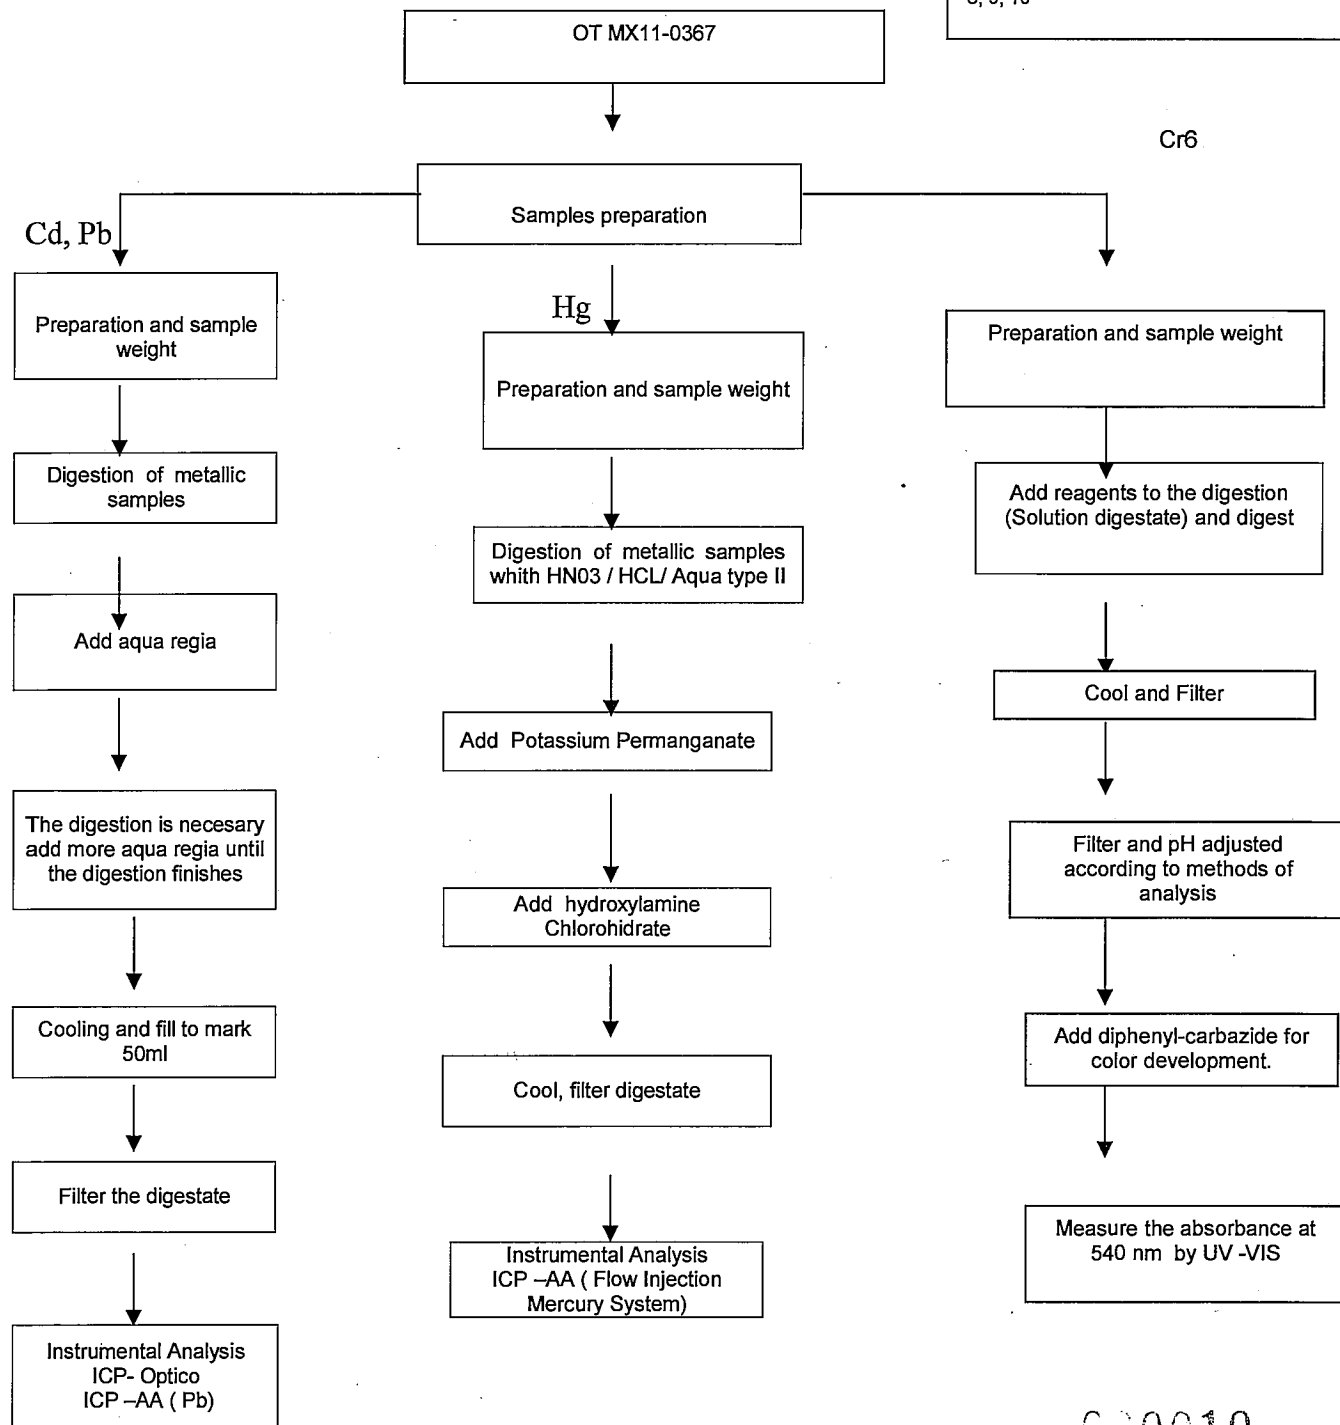 OT MX11-0367
Cr6
Samples preparation
Cd, Pb
Preparation and sample
weight
Digestion of metallic
samples
Add aqua regia
The digestion is necesary
add more aqua regia until
the digestion finishes
Cooling and fill to mark
50ml
Filter the digestate
Instrumental Analysis
ICP- Optico
ICP –AA ( Pb)
Hg
Preparation and sample weight
Digestion of metallic samples
whith HN03 / HCL/ Aqua type II
Add Potassium Permanganate
Add hydroxylamine
Chlorohidrate
Cool, filter digestate
Instrumental Analysis
ICP –AA ( Flow Injection
Mercury System)
Preparation and sample weight
Add reagents to the digestion
(Solution digestate) and digest
Cool and Filter
Filter and pH adjusted
according to methods of
analysis
Add diphenyl-carbazide for
color development.
Measure the absorbance at
540 nm by UV -VIS